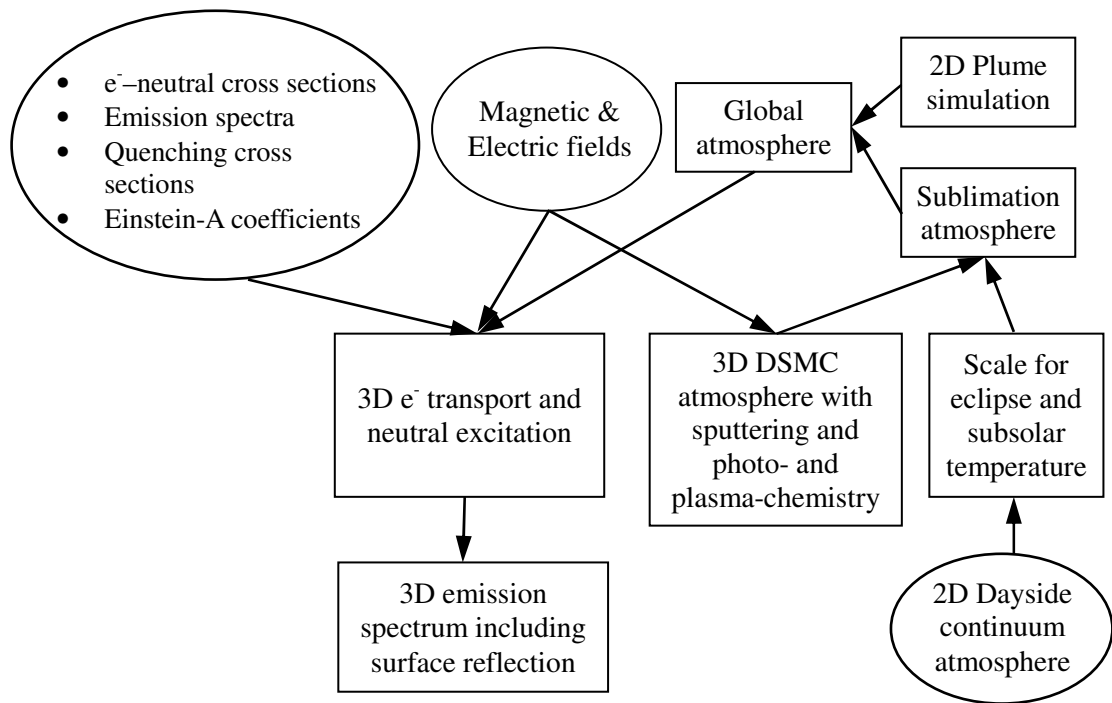 • e⁻–neutral cross sections
• Emission spectra
• Quenching cross
sections
• Einstein-A coefficients
Magnetic &
Electric fields
Global
atmosphere
2D Plume
simulation
Sublimation
atmosphere
3D e⁻ transport and
neutral excitation
3D DSMC
atmosphere with
sputtering and
photo- and
plasma-chemistry
Scale for
eclipse and
subsolar
temperature
3D emission
spectrum including
surface reflection
2D Dayside
continuum
atmosphere